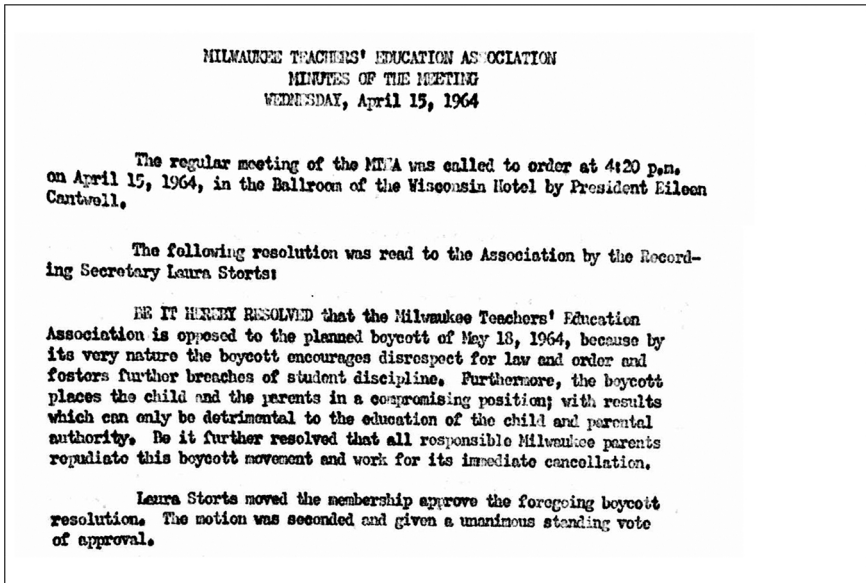 MILWAUKEE TEACHERS' EDUCATION ASSOCIATION
MINUTES OF THE MEETING
WEDNESDAY, April 15, 1964
The regular meeting of the MTEA was called to order at 4:20 p.m.
on April 15, 1964, in the Ballroom of the Wisconsin Hotel by President Eileen
Cantwell.
The following resolution was read to the Association by the Record-
ing Secretary Laura Storts:
BE IT HEREBY RESOLVED that the Milwaukee Teachers' Education
Association is opposed to the planned boycott of May 18, 1964, because by
its very nature the boycott encourages disrespect for law and order and
fosters further breaches of student discipline. Furthermore, the boycott
places the child and the parents in a compromising position; with results
which can only be detrimental to the education of the child and parental
authority. Be it further resolved that all responsible Milwaukee parents
repudiate this boycott movement and work for its immediate cancellation.
Laura Storts moved the membership approve the foregoing boycott
resolution. The motion was seconded and given a unanimous standing vote
of approval.